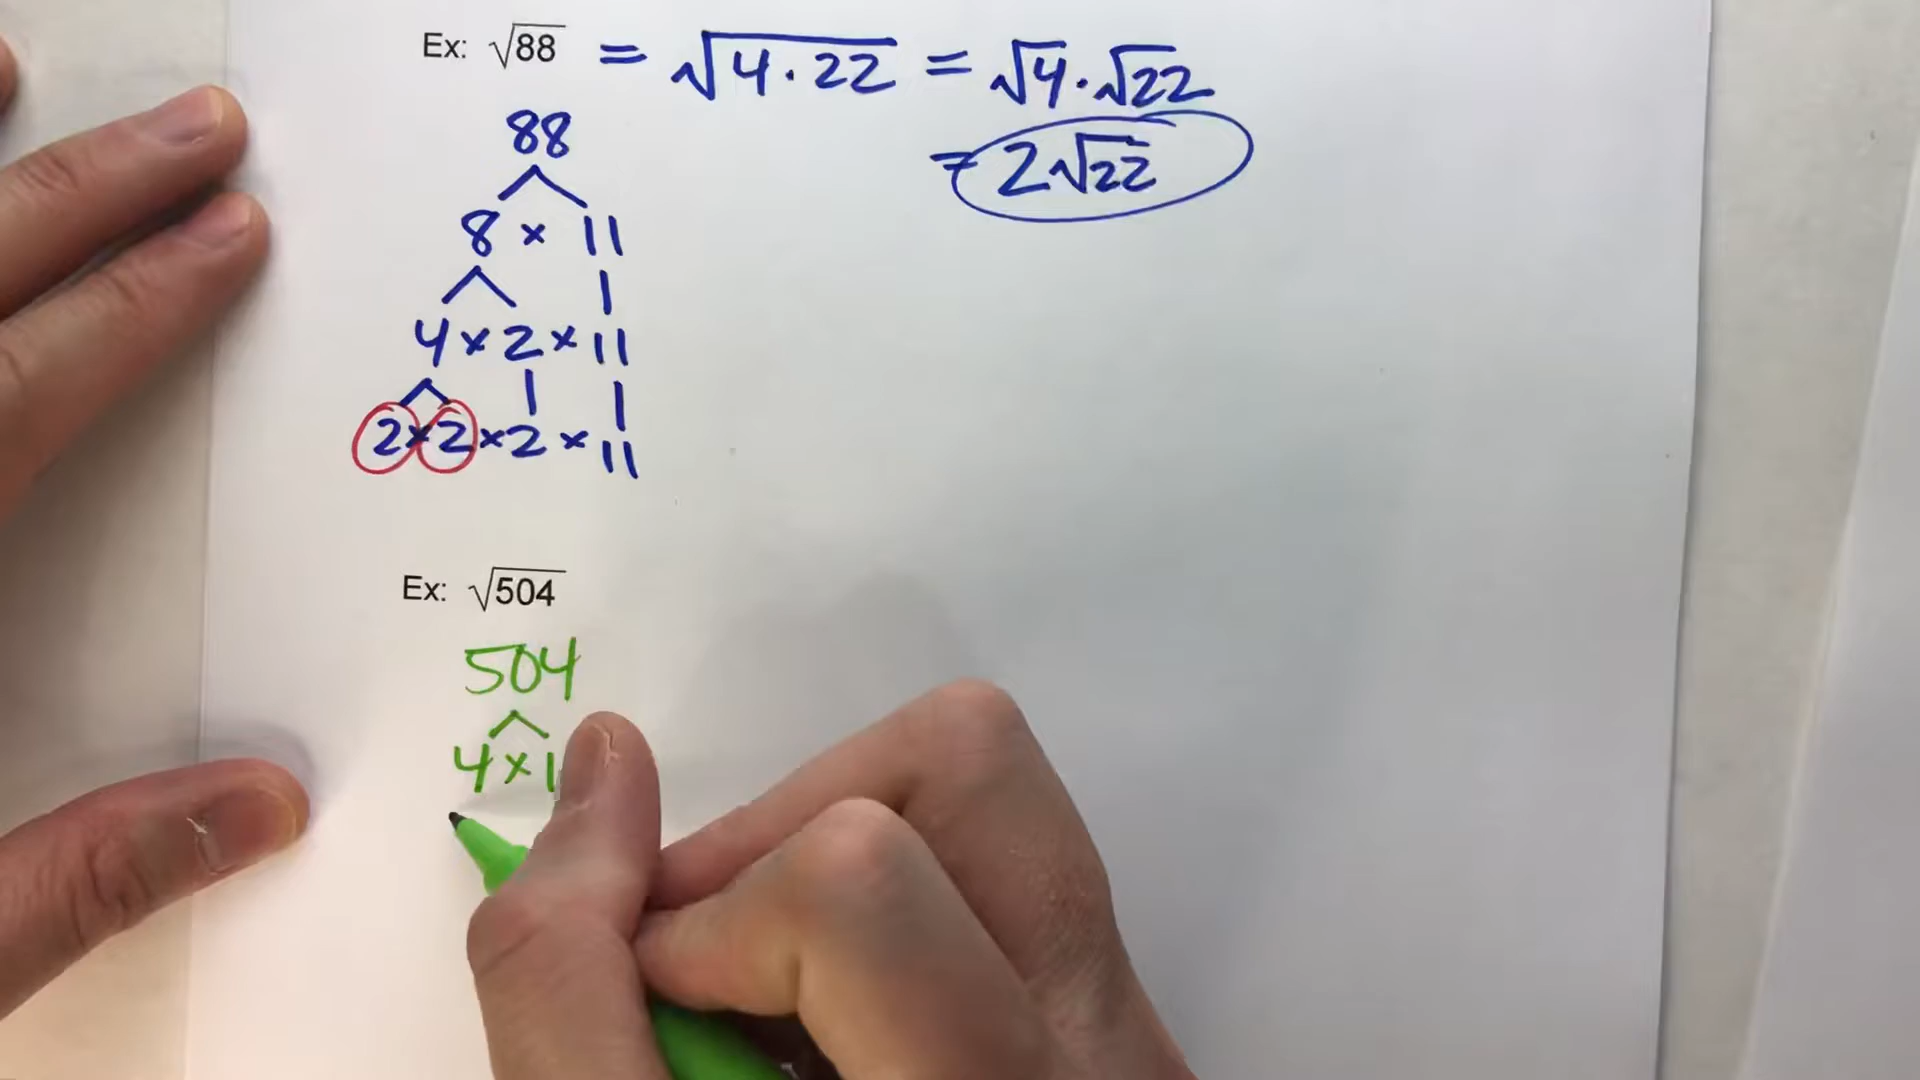 Ex: √88 = √4·22 = √4·√22
= 2√22
88
8 × 11
4 × 2 × 11
2 × 2 × 2 × 11
Ex: √504
504
4 × 1